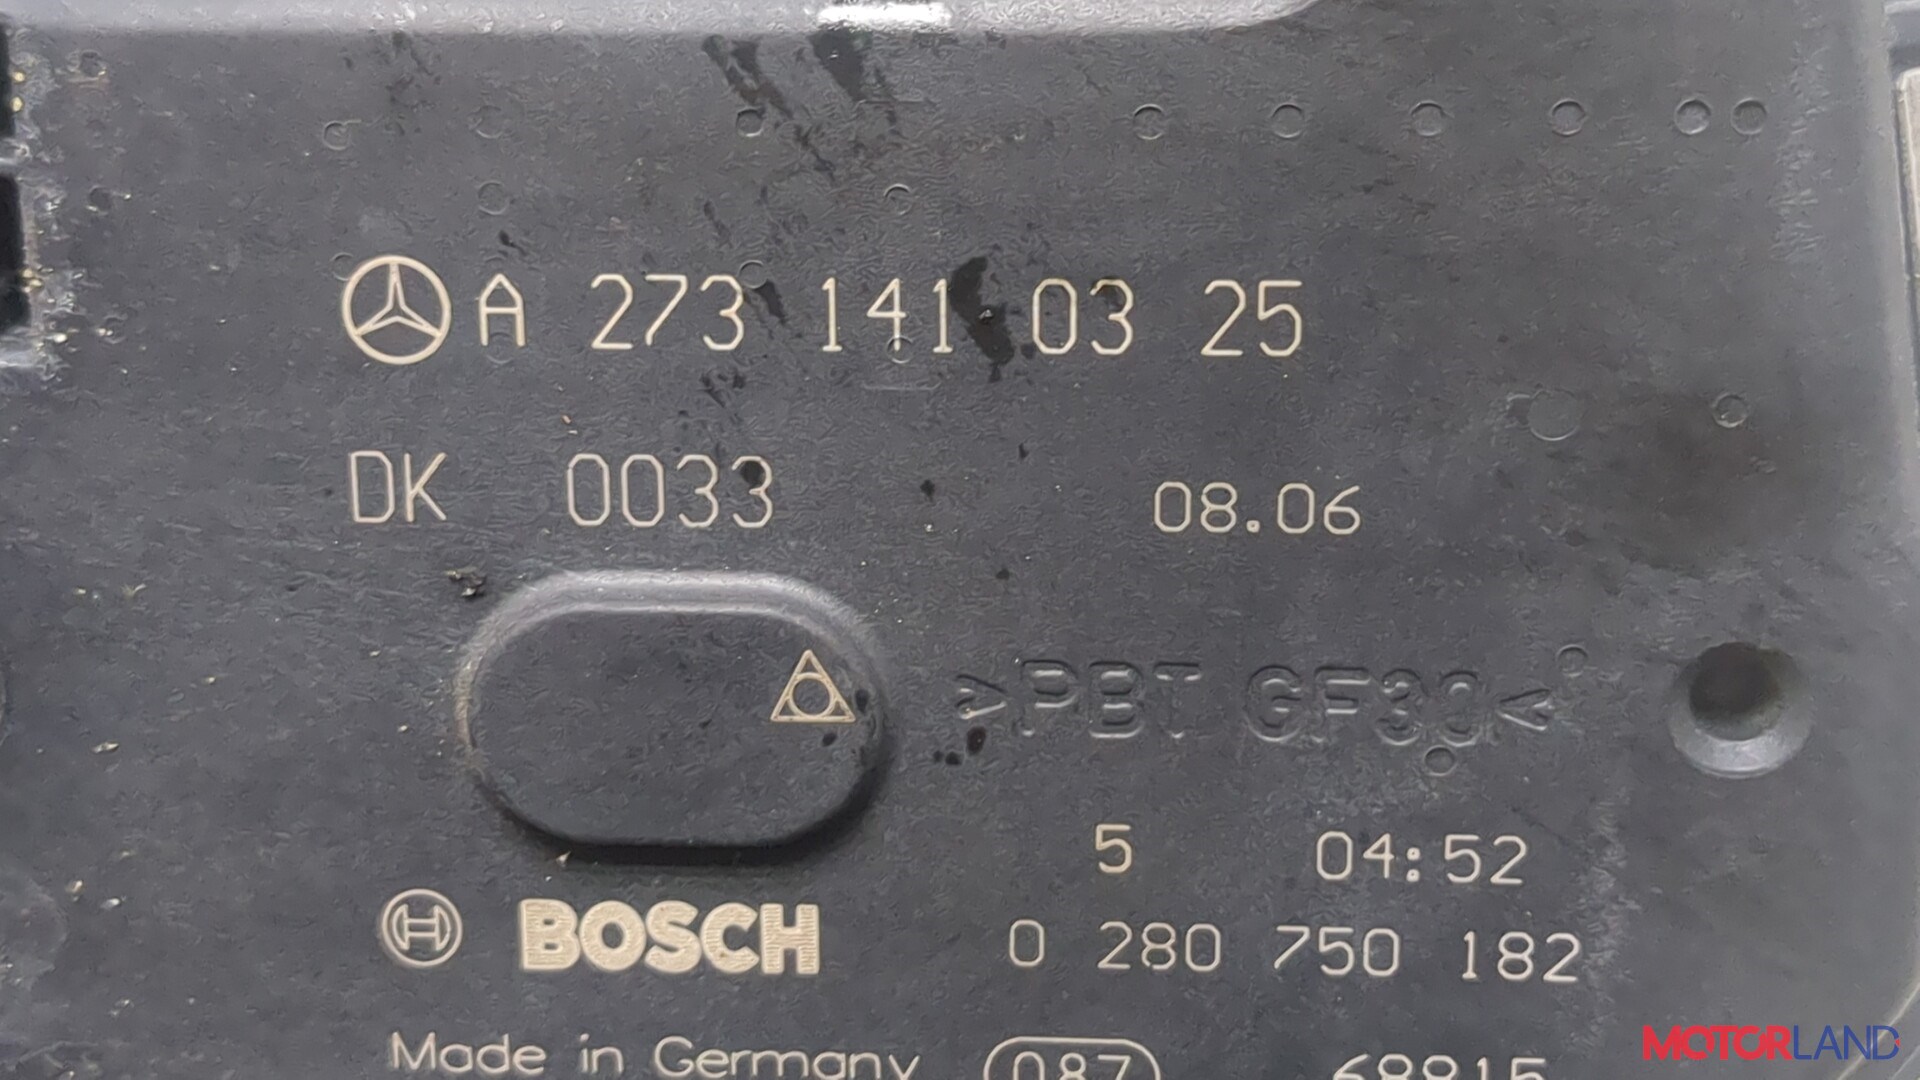 A 273 141 03 25
DK 0033 08.06
>PBT GF30<
5 04:52
BOSCH 0 280 750 182
Made in Germany 087 68815
MOTORLAND